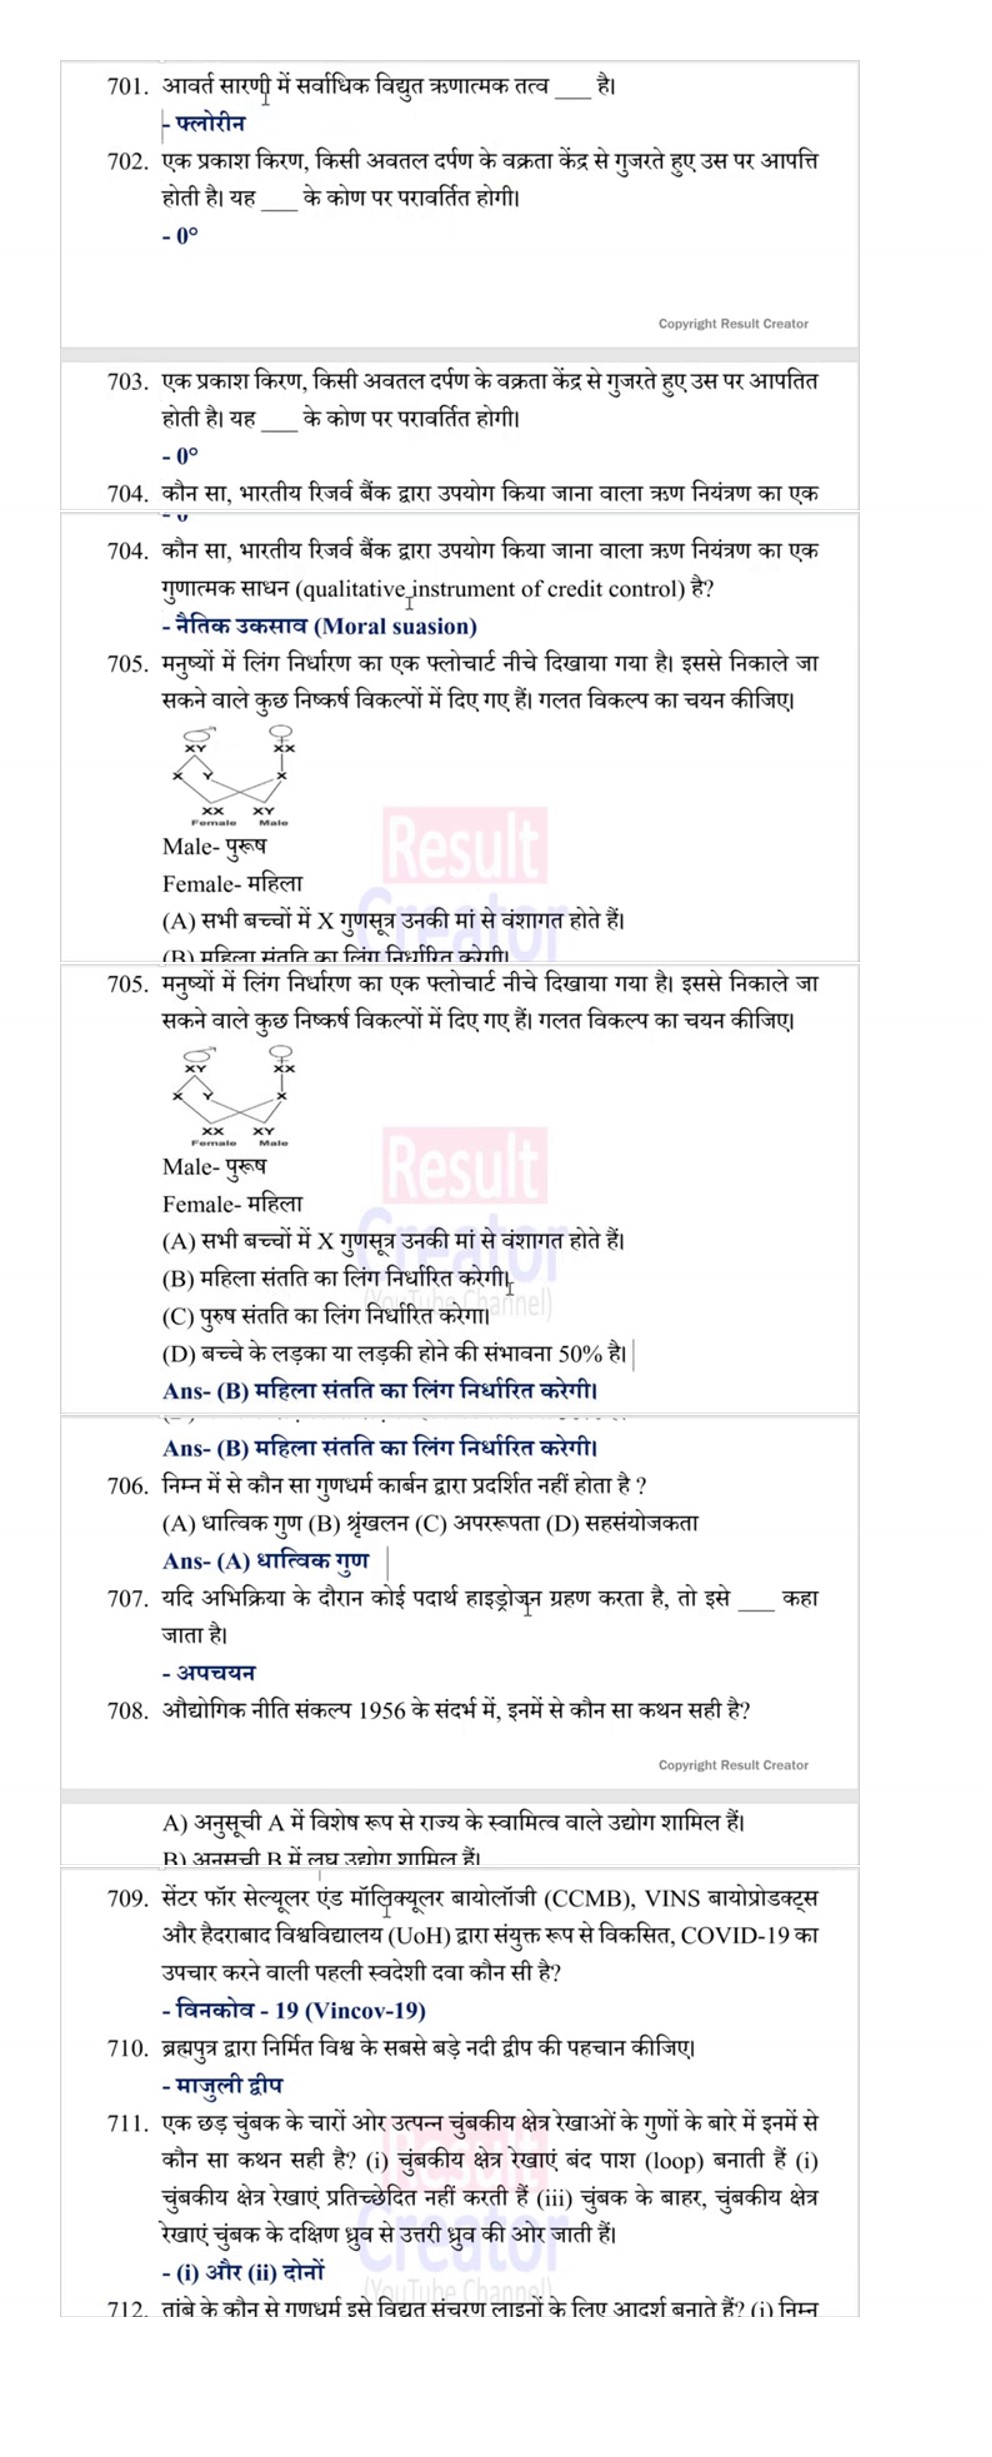 701. आवर्त सारणी में सर्वाधिक विद्युत ऋणात्मक तत्व ____ है।
- फ्लोरीन
702. एक प्रकाश किरण, किसी अवतल दर्पण के वक्रता केंद्र से गुजरते हुए उस पर आपत्ति
होती है। यह ____ के कोण पर परावर्तित होगी।
- 0°
Copyright Result Creator
703. एक प्रकाश किरण, किसी अवतल दर्पण के वक्रता केंद्र से गुजरते हुए उस पर आपतित
होती है। यह ____ के कोण पर परावर्तित होगी।
- 0°
704. कौन सा, भारतीय रिजर्व बैंक द्वारा उपयोग किया जाना वाला ऋण नियंत्रण का एक
704. कौन सा, भारतीय रिजर्व बैंक द्वारा उपयोग किया जाना वाला ऋण नियंत्रण का एक
गुणात्मक साधन (qualitative instrument of credit control) है?
- नैतिक उकसाव (Moral suasion)
705. मनुष्यों में लिंग निर्धारण का एक फ्लोचार्ट नीचे दिखाया गया है। इससे निकाले जा
सकने वाले कुछ निष्कर्ष विकल्पों में दिए गए हैं। गलत विकल्प का चयन कीजिए।
XY XX
X Y X
XX XY
Female Male
Result
Creator
Male- पुरूष
Female- महिला
(A) सभी बच्चों में X गुणसूत्र उनकी मां से वंशागत होते हैं।
(B) महिला संतति का लिंग निर्धारित करेगी।
705. मनुष्यों में लिंग निर्धारण का एक फ्लोचार्ट नीचे दिखाया गया है। इससे निकाले जा
सकने वाले कुछ निष्कर्ष विकल्पों में दिए गए हैं। गलत विकल्प का चयन कीजिए।
XY XX
X Y X
XX XY
Female Male
Result
Creator
(YouTube Channel)
Male- पुरूष
Female- महिला
(A) सभी बच्चों में X गुणसूत्र उनकी मां से वंशागत होते हैं।
(B) महिला संतति का लिंग निर्धारित करेगी।
(C) पुरुष संतति का लिंग निर्धारित करेगा।
(D) बच्चे के लड़का या लड़की होने की संभावना 50% है।
Ans- (B) महिला संतति का लिंग निर्धारित करेगी।
Ans- (B) महिला संतति का लिंग निर्धारित करेगी।
706. निम्न में से कौन सा गुणधर्म कार्बन द्वारा प्रदर्शित नहीं होता है ?
(A) धात्विक गुण (B) श्रृंखलन (C) अपररूपता (D) सहसंयोजकता
Ans- (A) धात्विक गुण
707. यदि अभिक्रिया के दौरान कोई पदार्थ हाइड्रोजन ग्रहण करता है, तो इसे ____ कहा
जाता है।
- अपचयन
708. औद्योगिक नीति संकल्प 1956 के संदर्भ में, इनमें से कौन सा कथन सही है?
Copyright Result Creator
A) अनुसूची A में विशेष रूप से राज्य के स्वामित्व वाले उद्योग शामिल हैं।
B) अनुसूची B में लघु उद्योग शामिल हैं।
709. सेंटर फॉर सेल्यूलर एंड मॉलिक्यूलर बायोलॉजी (CCMB), VINS बायोप्रोडक्ट्स
और हैदराबाद विश्वविद्यालय (UoH) द्वारा संयुक्त रूप से विकसित, COVID-19 का
उपचार करने वाली पहली स्वदेशी दवा कौन सी है?
- विनकोव - 19 (Vincov-19)
710. ब्रह्मपुत्र द्वारा निर्मित विश्व के सबसे बड़े नदी द्वीप की पहचान कीजिए।
- माजुली द्वीप
711. एक छड़ चुंबक के चारों ओर उत्पन्न चुंबकीय क्षेत्र रेखाओं के गुणों के बारे में इनमें से
कौन सा कथन सही है? (i) चुंबकीय क्षेत्र रेखाएं बंद पाश (loop) बनाती हैं (i)
चुंबकीय क्षेत्र रेखाएं प्रतिच्छेदित नहीं करती हैं (iii) चुंबक के बाहर, चुंबकीय क्षेत्र
रेखाएं चुंबक के दक्षिण ध्रुव से उत्तरी ध्रुव की ओर जाती हैं।
- (i) और (ii) दोनों
Result
Creator
(YouTube Channel)
712. तांबे के कौन से गुणधर्म इसे विद्युत संचरण लाइनों के लिए आदर्श बनाते हैं? (i) निम्न